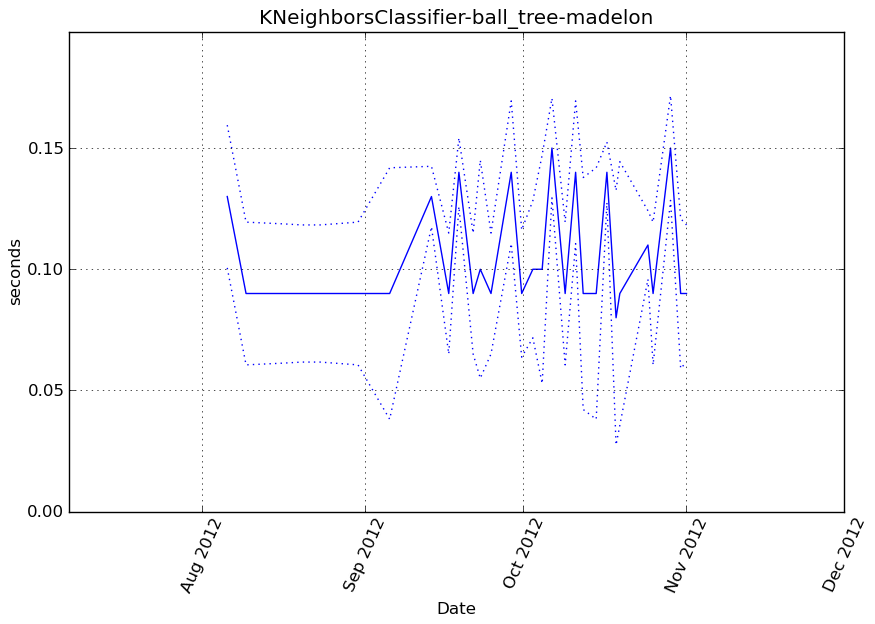 KNeighborsClassifier-ball_tree-madelon
seconds
0.15
0.10
0.05
0.00
Aug 2012
Sep 2012
Oct 2012
Nov 2012
Dec 2012
Date